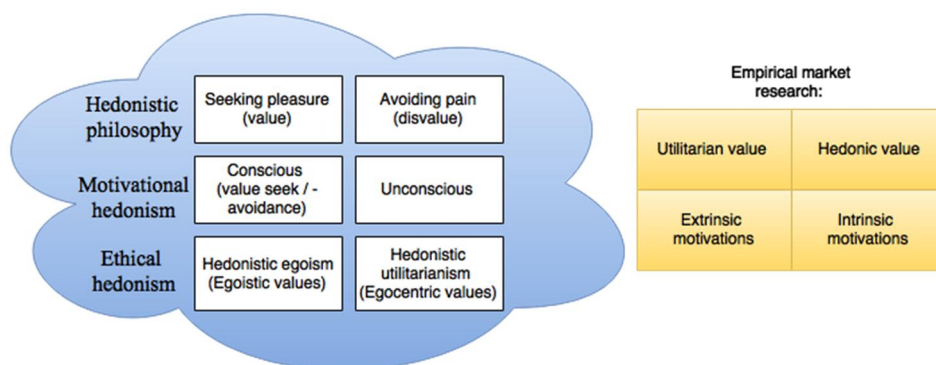 Hedonistic
philosophy
Seeking pleasure
(value)
Avoiding pain
(disvalue)
Motivational
hedonism
Conscious
(value seek / -
avoidance)
Unconscious
Ethical
hedonism
Hedonistic egoism
(Egoistic values)
Hedonistic
utilitarianism
(Egocentric values)
Empirical market
research:
Utilitarian value
Hedonic value
Extrinsic
motivations
Intrinsic
motivations